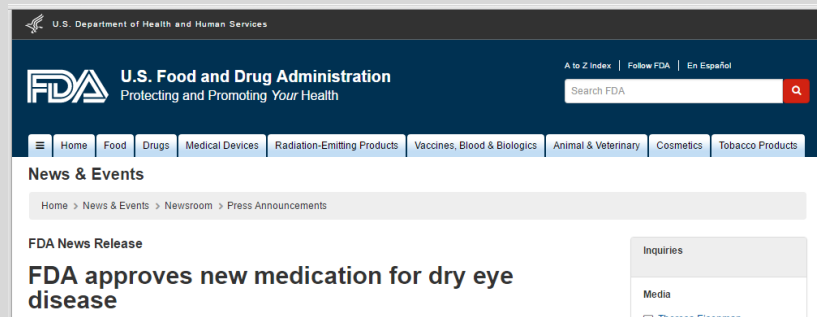 U.S. Department of Health and Human Services
FDA
U.S. Food and Drug Administration
Protecting and Promoting Your Health
A to Z Index | Follow FDA | En Español
Search FDA
Home Food Drugs Medical Devices Radiation-Emitting Products Vaccines, Blood & Biologics Animal & Veterinary Cosmetics Tobacco Products
News & Events
Home > News & Events > Newsroom > Press Announcements
FDA News Release
FDA approves new medication for dry eye
disease
Inquiries
Media